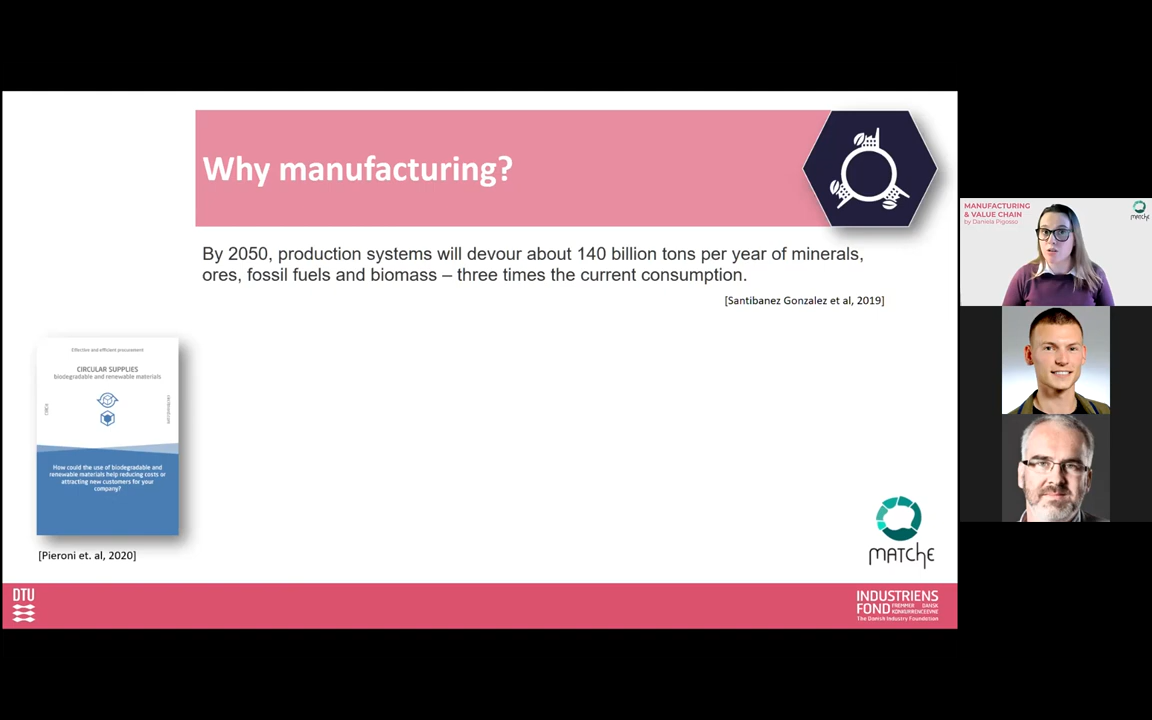 Why manufacturing?
By 2050, production systems will devour about 140 billion tons per year of minerals,
ores, fossil fuels and biomass – three times the current consumption.
[Santibanez Gonzalez et al, 2019]
Effective and efficient procurement
CIRCULAR SUPPLIES
biodegradable and renewable materials
How could the use of biodegradable and
renewable materials help reducing costs or
attracting new customers for your
company?
[Pieroni et. al, 2020]
MATChE
DTU
INDUSTRIENS
FOND FREMMER DANSK
KONKURRENCEEVNE
The Danish Industry Foundation
MANUFACTURING
& VALUE CHAIN
by Daniela Pigosso
MATChE